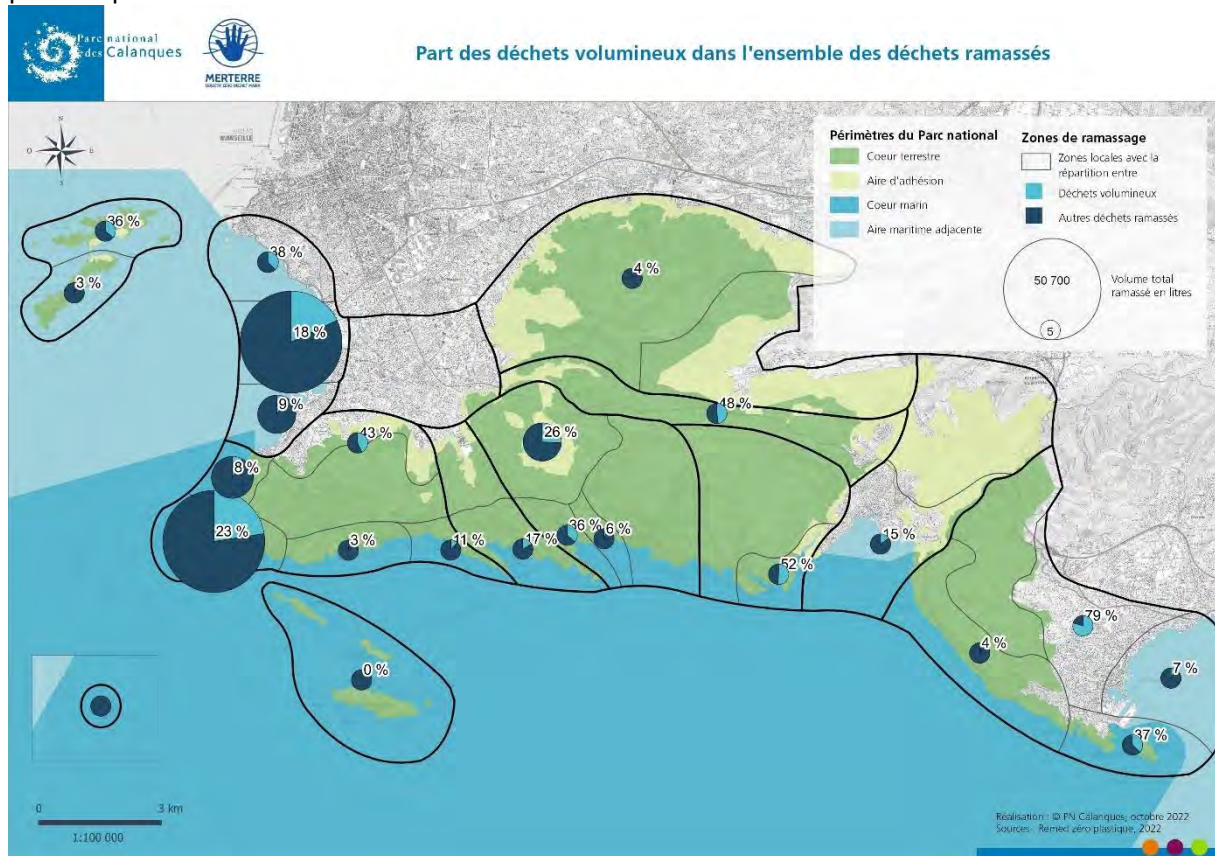 Parc national
des Calanques
MERTERRE
Part des déchets volumineux dans l'ensemble des déchets ramassés
N
O
E
S
MARSEILLE
Périmètres du Parc national
Coeur terrestre
Aire d'adhésion
Coeur marin
Aire maritime adjacente
Zones de ramassage
Zones locales avec la
répartition entre
Déchets volumineux
Autres déchets ramassés
50 700
5
Volume total
ramassé en litres
36 %
3 %
38 %
18 %
9 %
4 %
48 %
43 %
26 %
8 %
23 %
3 %
11 %
17 %
36 %
6 %
52 %
15 %
79 %
4 %
7 %
0 %
37 %
0
3 km
1:100 000
Réalisation : © PN Calanques, octobre 2022
Sources : Remed zéro plastique, 2022